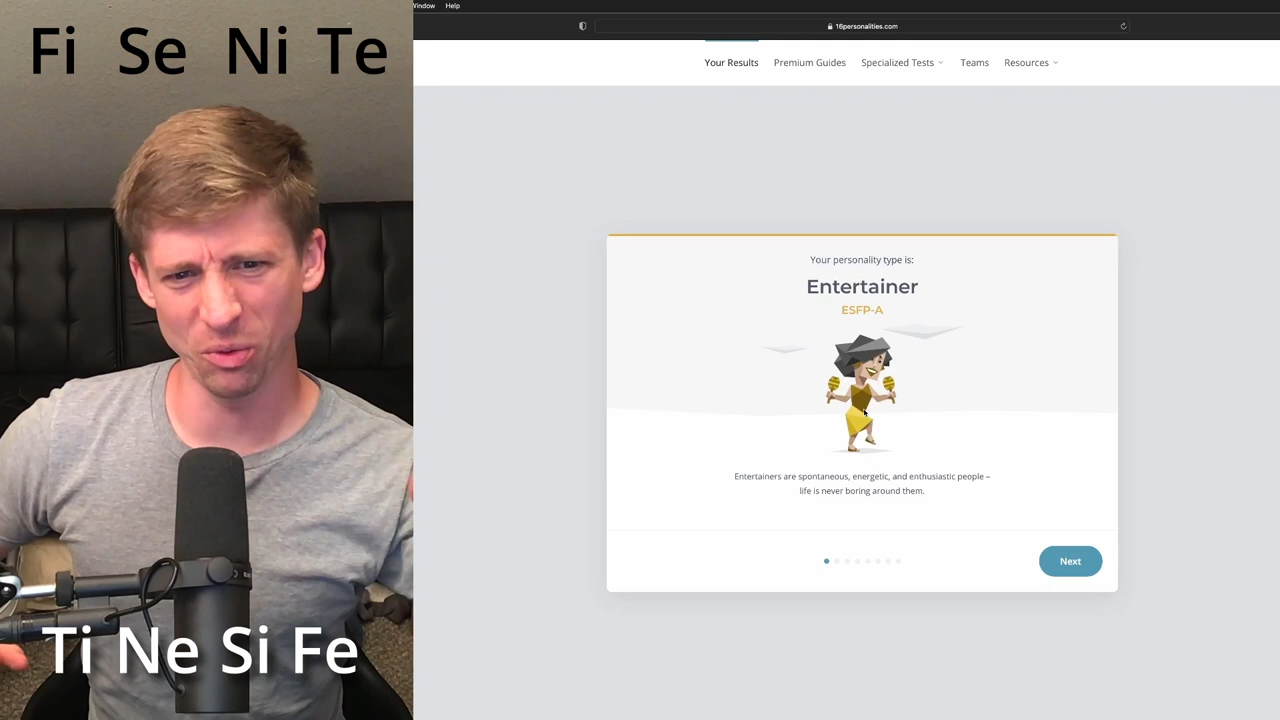 Fi Se Ni Te
Ti Ne Si Fe
Window Help
16personalities.com
Your Results Premium Guides Specialized Tests Teams Resources
Your personality type is:
Entertainer
ESFP-A
Entertainers are spontaneous, energetic, and enthusiastic people –
life is never boring around them.
Next